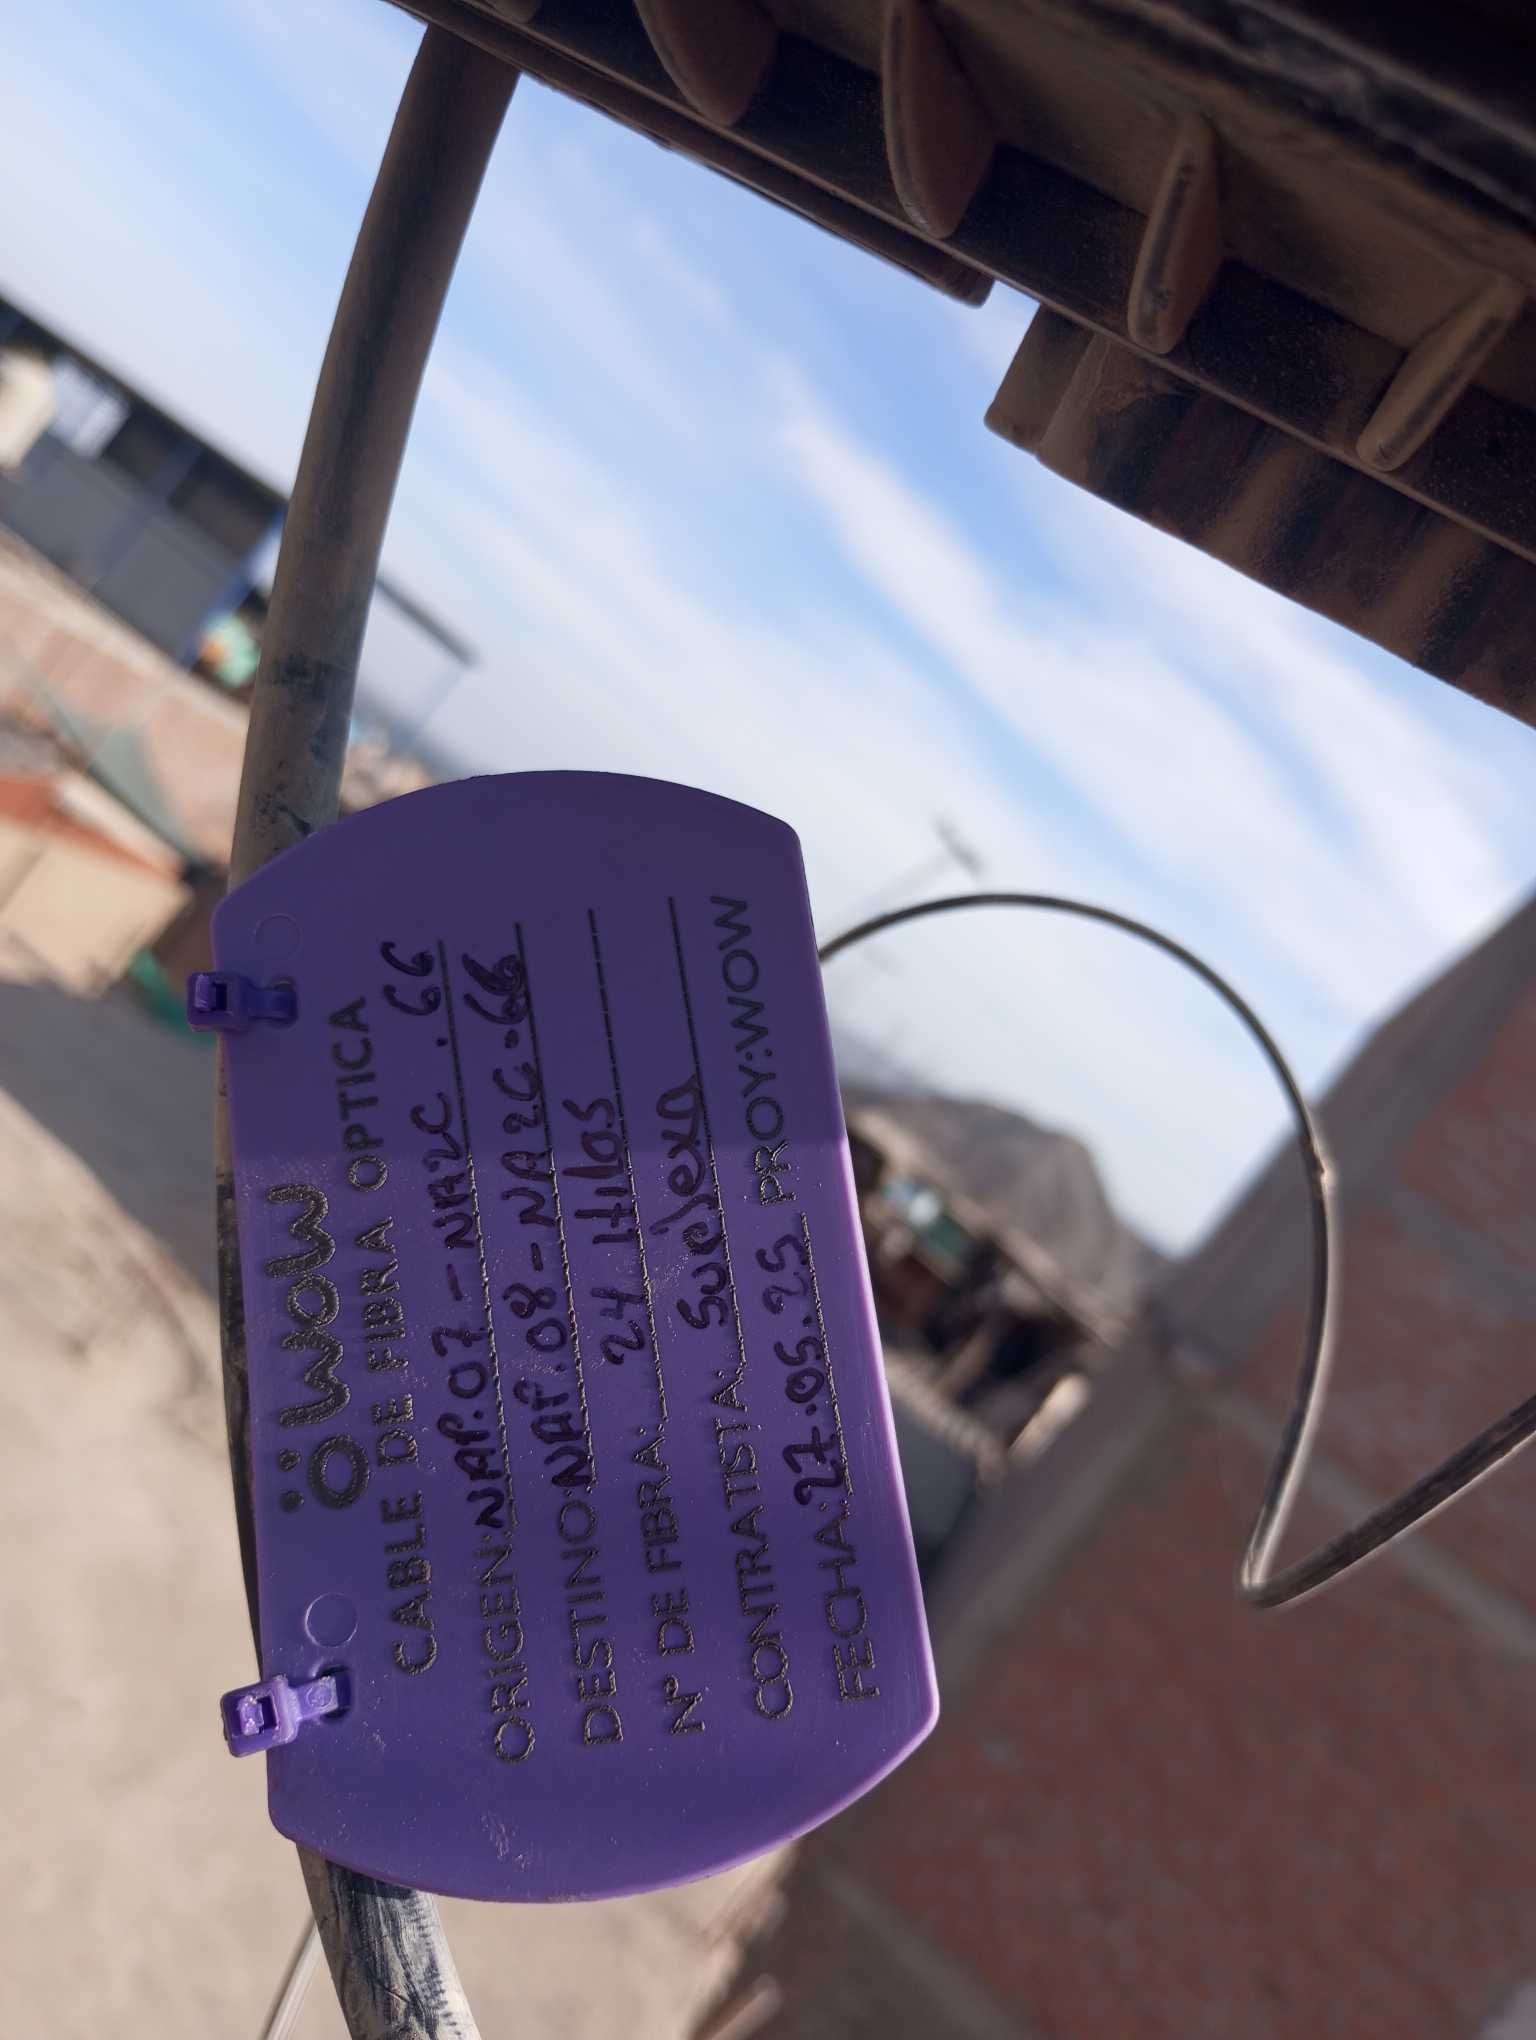 wow
CABLE DE FIBRA OPTICA
ORIGEN: NAP.07-NA2C.66
DESTINO: NAP.08-NA2C.66
Nº DE FIBRA: 24 Hilos
CONTRATISTA:
FECHA: 27.05.25 PROY:WOW